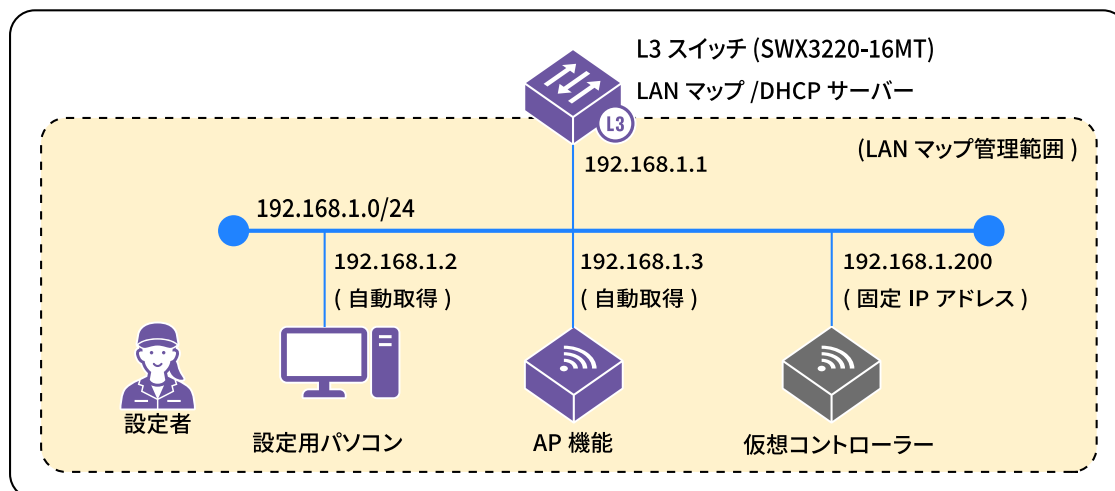 L3 スイッチ (SWX3220-16MT)
LAN マップ /DHCP サーバー
L3
(LAN マップ管理範囲 )
192.168.1.1
192.168.1.0/24
192.168.1.2
( 自動取得 )
192.168.1.3
( 自動取得 )
192.168.1.200
( 固定 IP アドレス )
設定者
設定用パソコン
AP 機能
仮想コントローラー